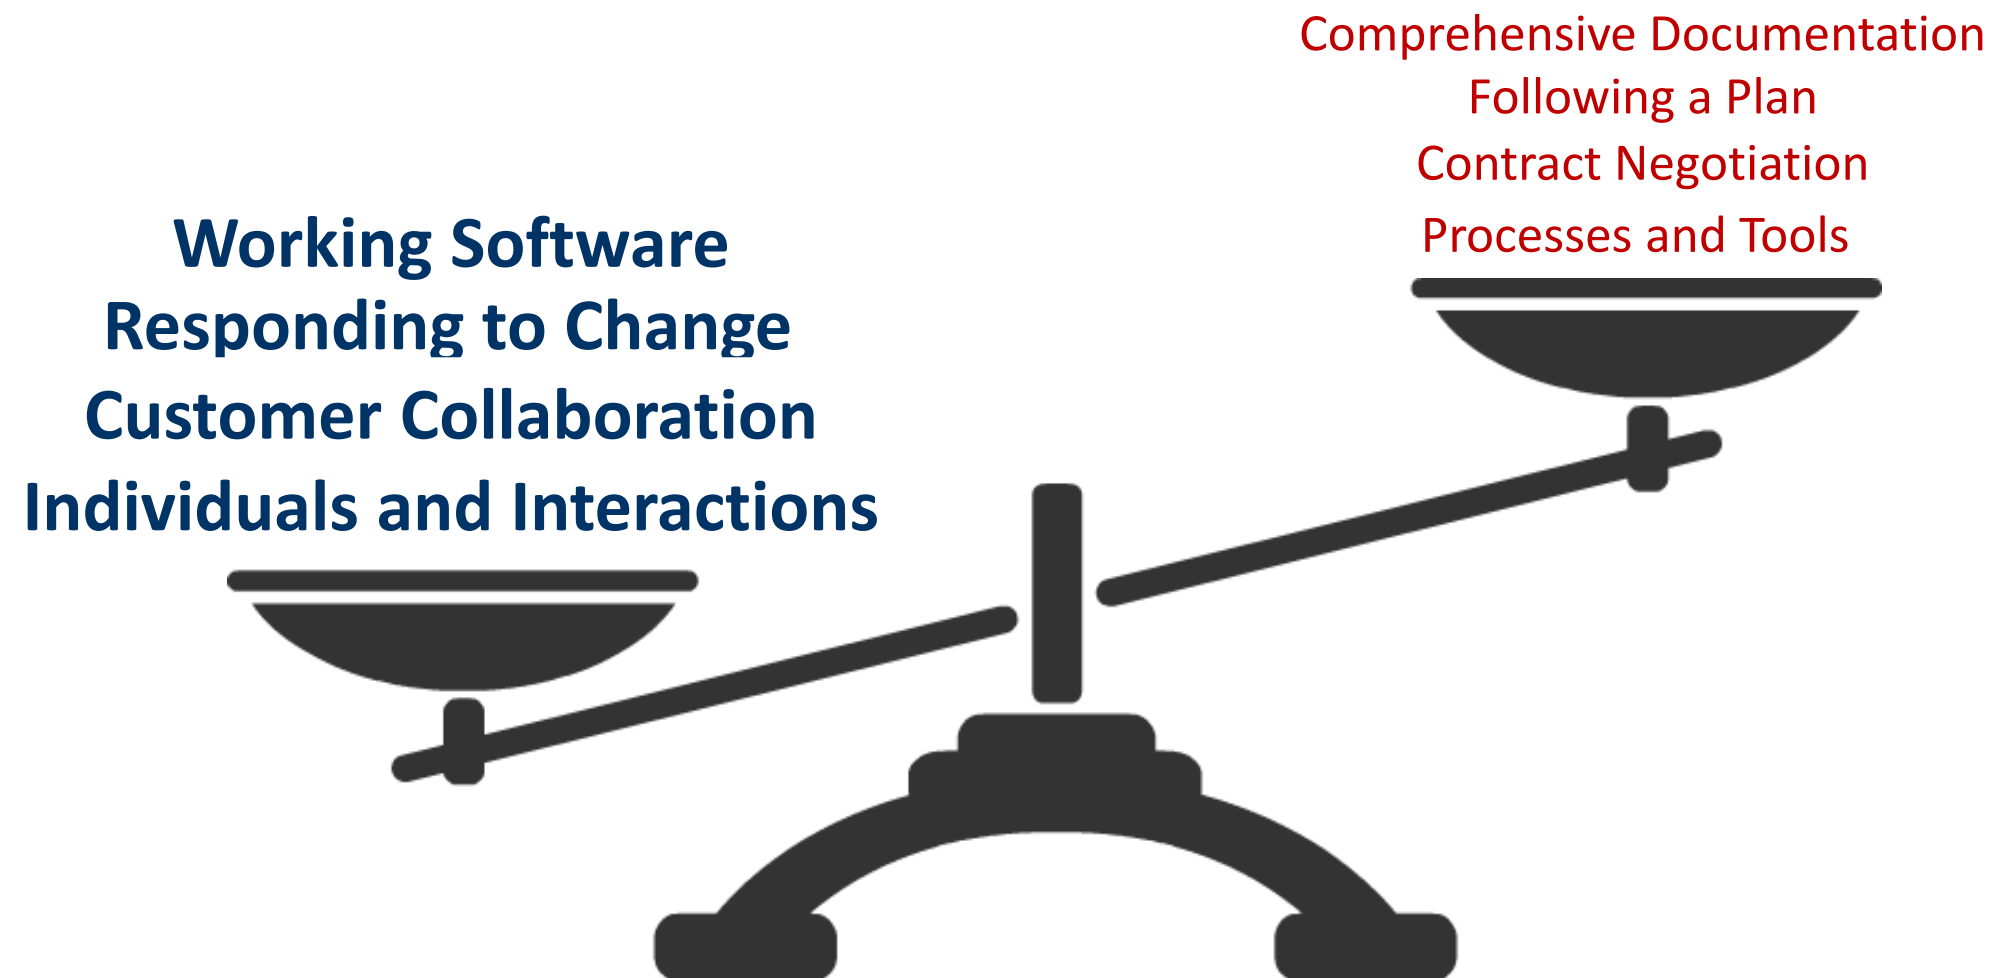 Comprehensive Documentation
Following a Plan
Contract Negotiation
Processes and Tools
Working Software
Responding to Change
Customer Collaboration
Individuals and Interactions